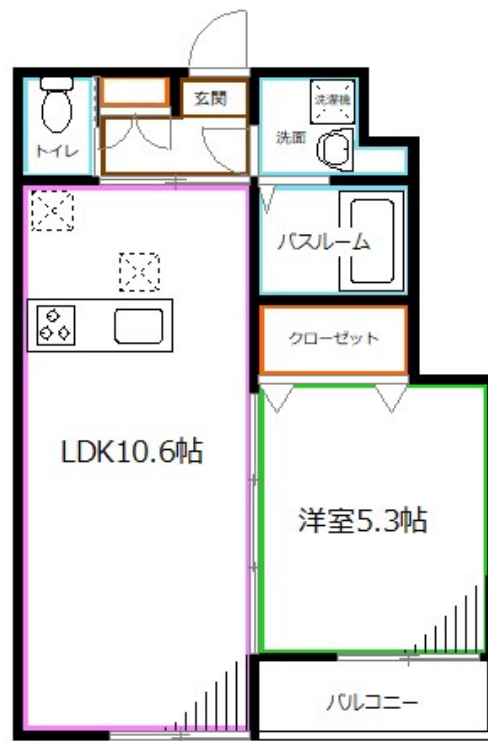 玄関
洗濯機
トイレ
洗面
バスルーム
クローゼット
LDK10.6帖
洋室5.3帖
バルコニー